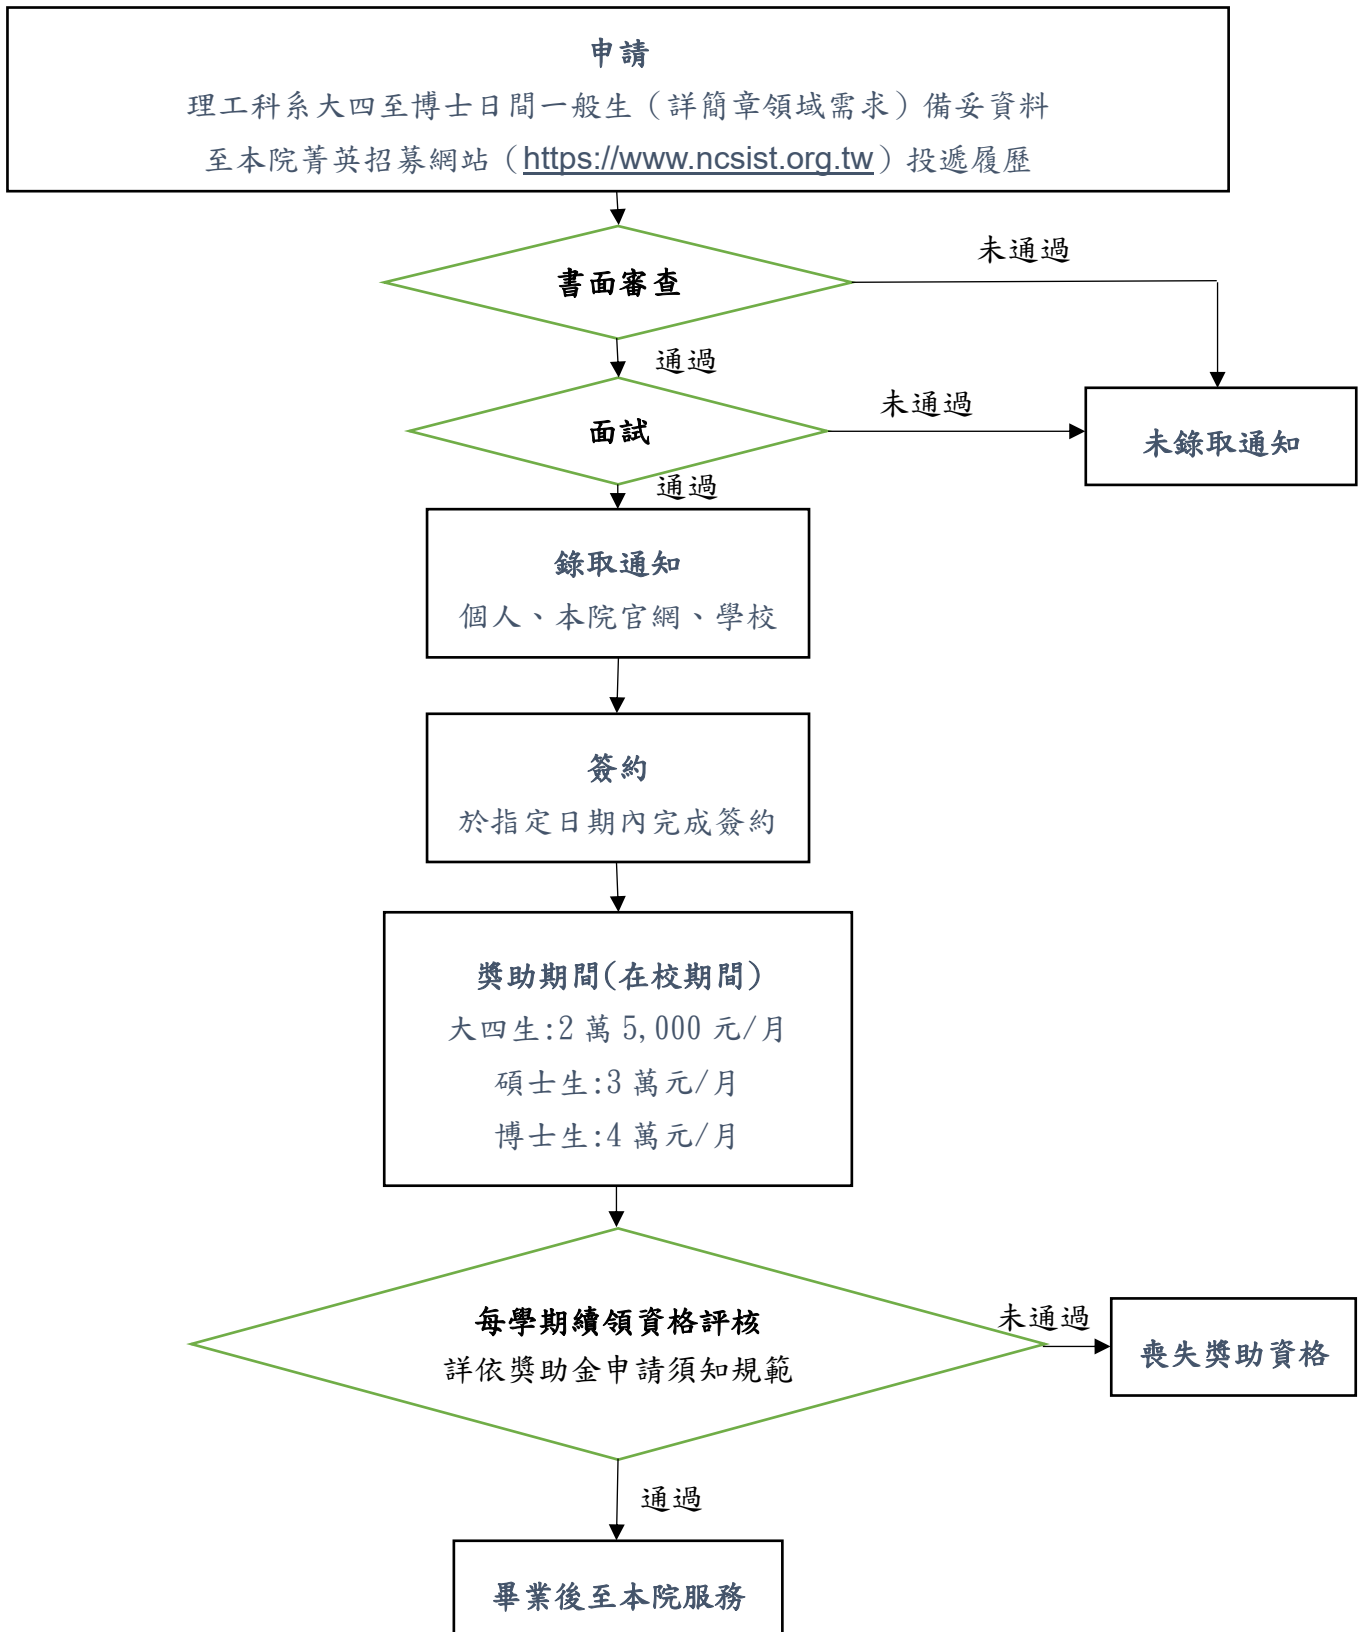 申請
理工科系大四至博士日間一般生（詳簡章領域需求）備妥資料
至本院菁英招募網站（https://www.ncsist.org.tw）投遞履歷
書面審查
未通過
通過
面試
未通過
未錄取通知
通過
錄取通知
個人、本院官網、學校
簽約
於指定日期內完成簽約
獎助期間(在校期間)
大四生:2 萬 5,000 元/月
碩士生:3 萬元/月
博士生:4 萬元/月
每學期續領資格評核
詳依獎助金申請須知規範
未通過
喪失獎助資格
通過
畢業後至本院服務